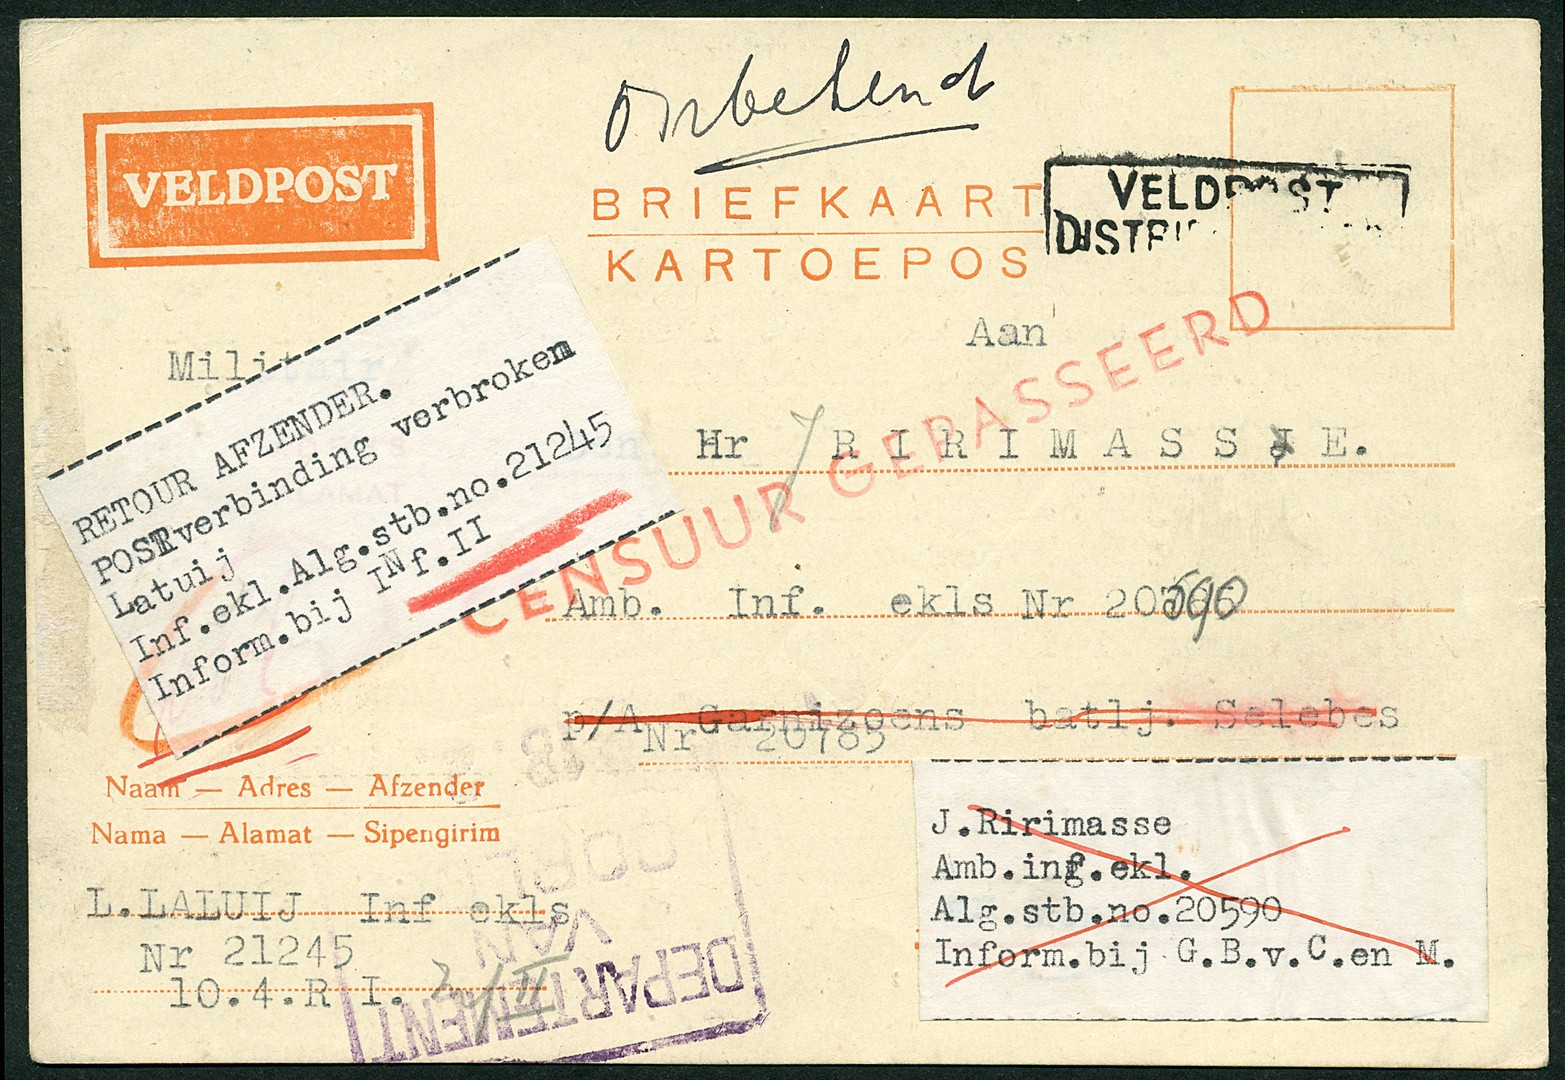 Onbekend
VELDPOST
BRIEFKAART
KARTOEPOS
VELDPOST
Militair
Aan
CENSUUR GEPASSEERD
den Hr RIRIMASSE.
RETOUR AFZENDER.
POSTverbinding verbroken
Latuij
Inf.ekl.Alg.stb.no.21245
Inform.bij INf.II
Amb. Inf. ekls Nr 20590
p/A Garnizoens batlj. Selebes
Nr 20785
Naam — Adres — Afzender
Nama — Alamat — Sipengirim
L.LALUIJ Inf ekls
Nr 21245
10.4.R I.
J.Ririmasse
Amb.inf.ekl.
Alg.stb.no.20590
Inform.bij G.B.v.C.en M.
DEPARTEMENT
VAN
OORL